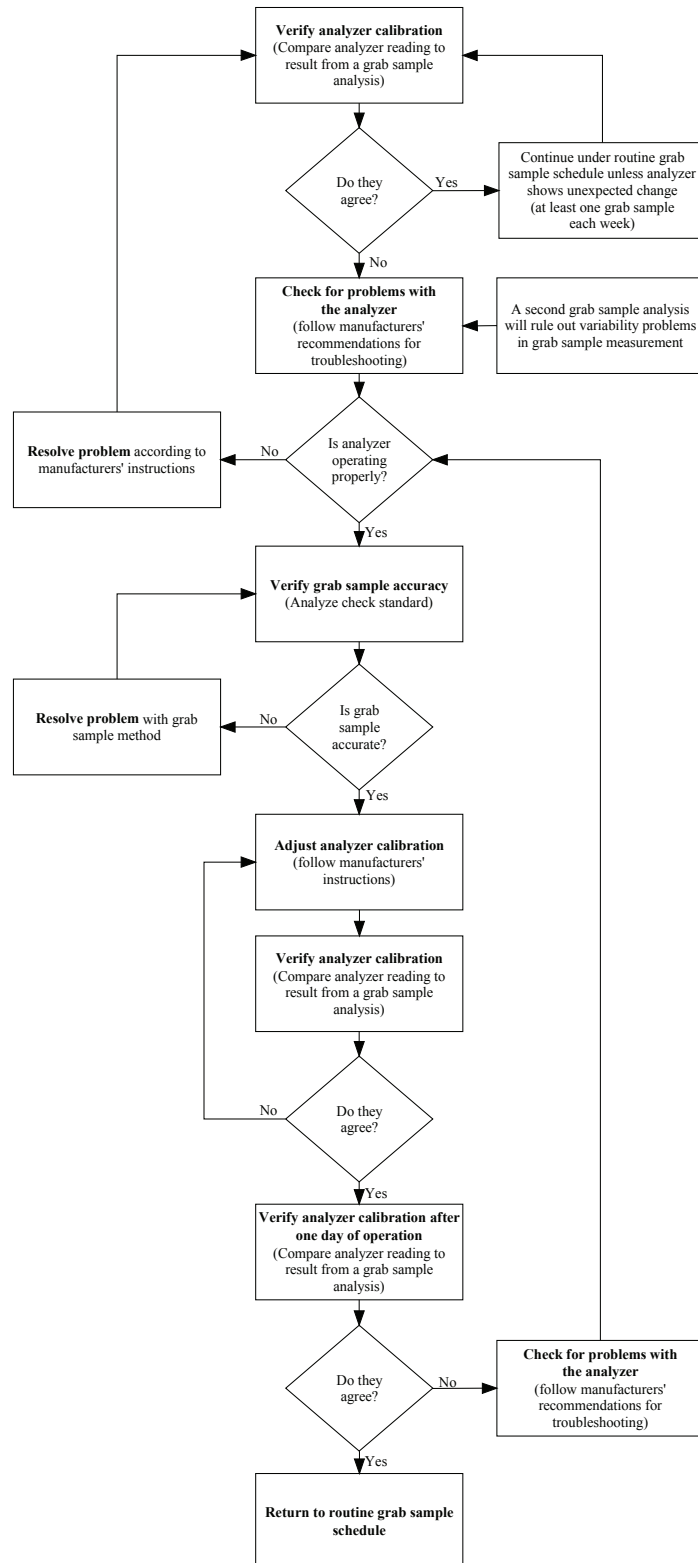 Verify analyzer calibration
(Compare analyzer reading to
result from a grab sample
analysis)
Do they
agree?
Yes
Continue under routine grab
sample schedule unless analyzer
shows unexpected change
(at least one grab sample
each week)
No
Check for problems with
the analyzer
(follow manufacturers'
recommendations for
troubleshooting)
A second grab sample analysis
will rule out variability problems
in grab sample measurement
Is analyzer
operating
properly?
No
Resolve problem according to
manufacturers' instructions
Yes
Verify grab sample accuracy
(Analyze check standard)
Is grab
sample
accurate?
No
Resolve problem with grab
sample method
Yes
Adjust analyzer calibration
(follow manufacturers'
instructions)
Verify analyzer calibration
(Compare analyzer reading to
result from a grab sample
analysis)
Do they
agree?
No
Yes
Verify analyzer calibration after
one day of operation
(Compare analyzer reading to
result from a grab sample
analysis)
Do they
agree?
No
Check for problems with
the analyzer
(follow manufacturers'
recommendations for
troubleshooting)
Yes
Return to routine grab sample
schedule